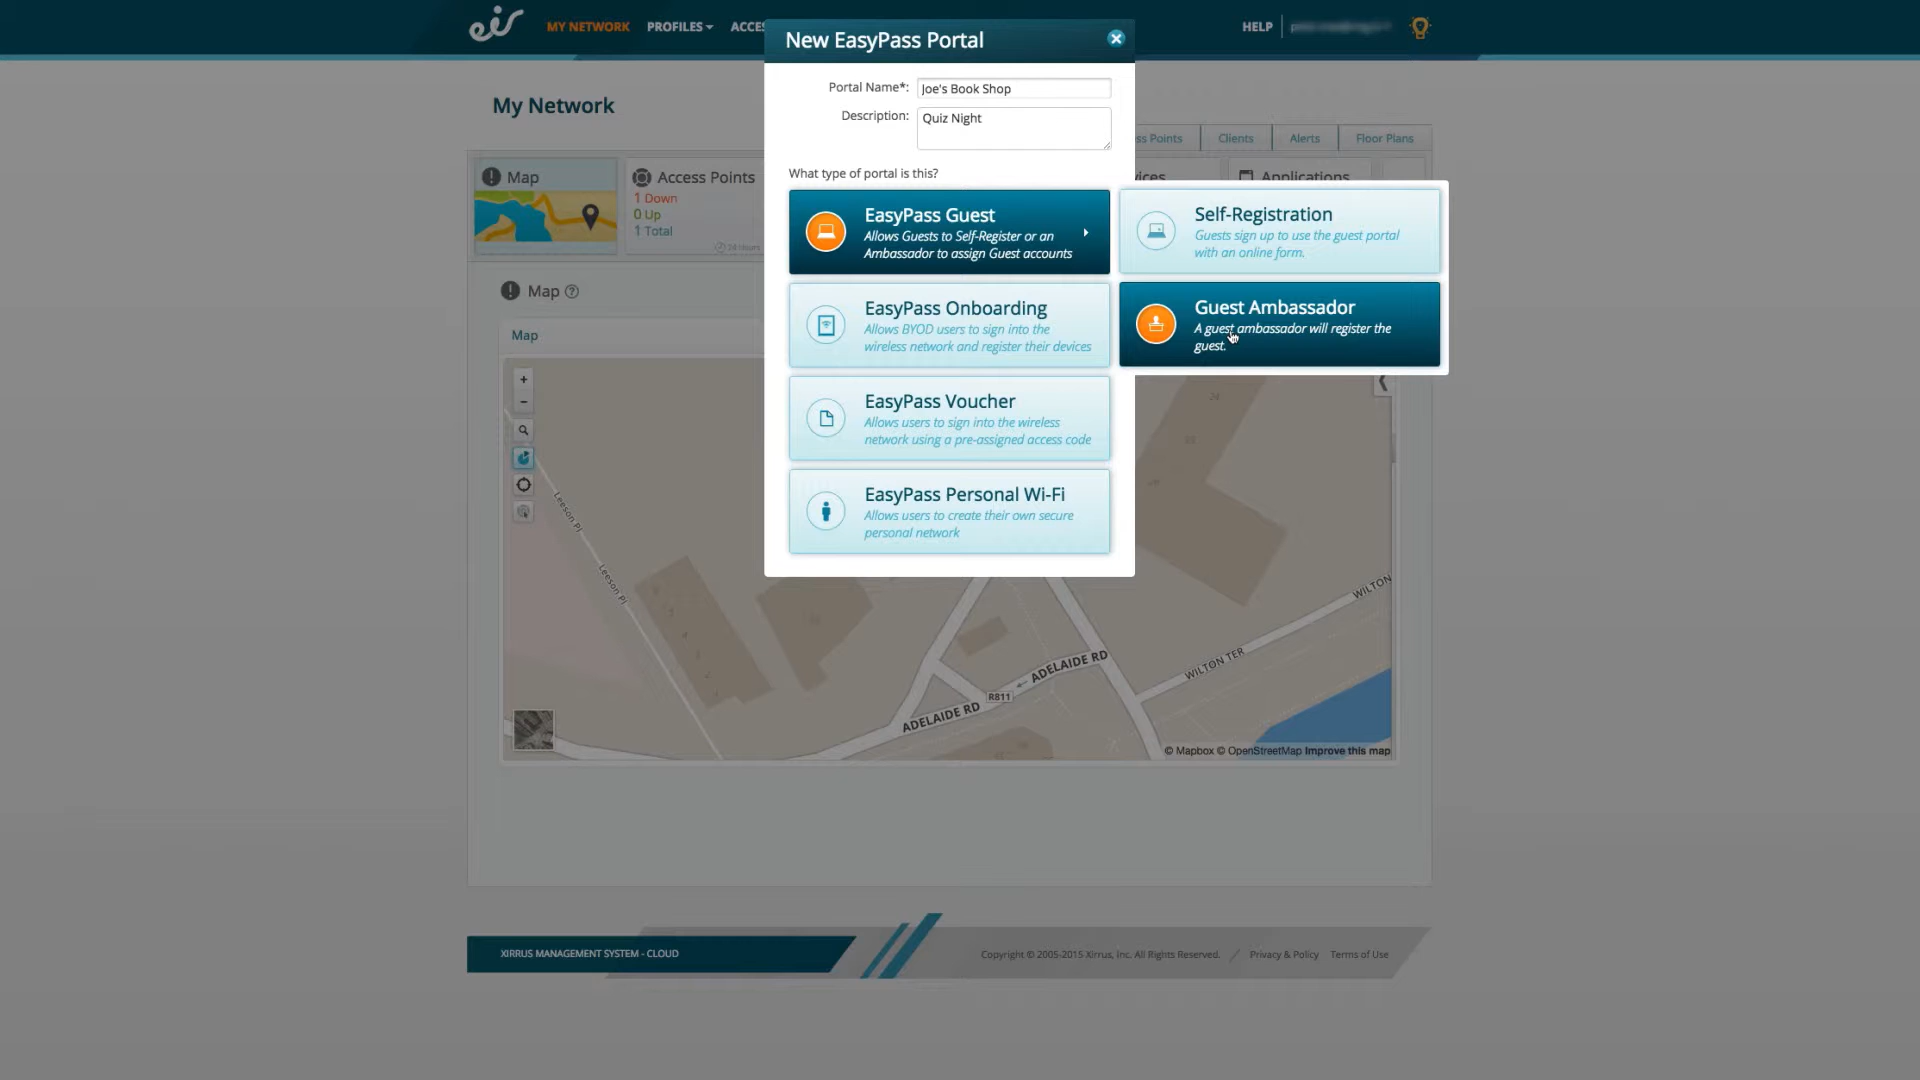 eir
MY NETWORK
PROFILES
HELP
New EasyPass Portal
Portal Name*:
Joe's Book Shop
Description:
Quiz Night
My Network
Clients
Alerts
Floor Plans
What type of portal is this?
Map
Access Points
1 Down
0 Up
1 Total
24 Hours
Applications
EasyPass Guest
Allows Guests to Self-Register or an
Ambassador to assign Guest accounts
Self-Registration
Guests sign up to use the guest portal
with an online form.
EasyPass Onboarding
Allows BYOD users to sign into the
wireless network and register their devices
Guest Ambassador
A guest ambassador will register the
guest.
EasyPass Voucher
Allows users to sign into the wireless
network using a pre-assigned access code
EasyPass Personal Wi-Fi
Allows users to create their own secure
personal network
Map
Map
Leeson Pl
Leeson Pl
ADELAIDE RD
ADELAIDE RD
R811
WILTON TER
WILTON
© Mapbox © OpenStreetMap Improve this map
XIRRUS MANAGEMENT SYSTEM - CLOUD
Copyright © 2005-2015 Xirrus, Inc. All Rights Reserved.
Privacy & Policy
Terms of Use